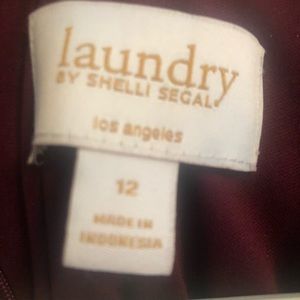 laundry
BY SHELLI SEGAL
los angeles
12
MADE IN
INDONESIA